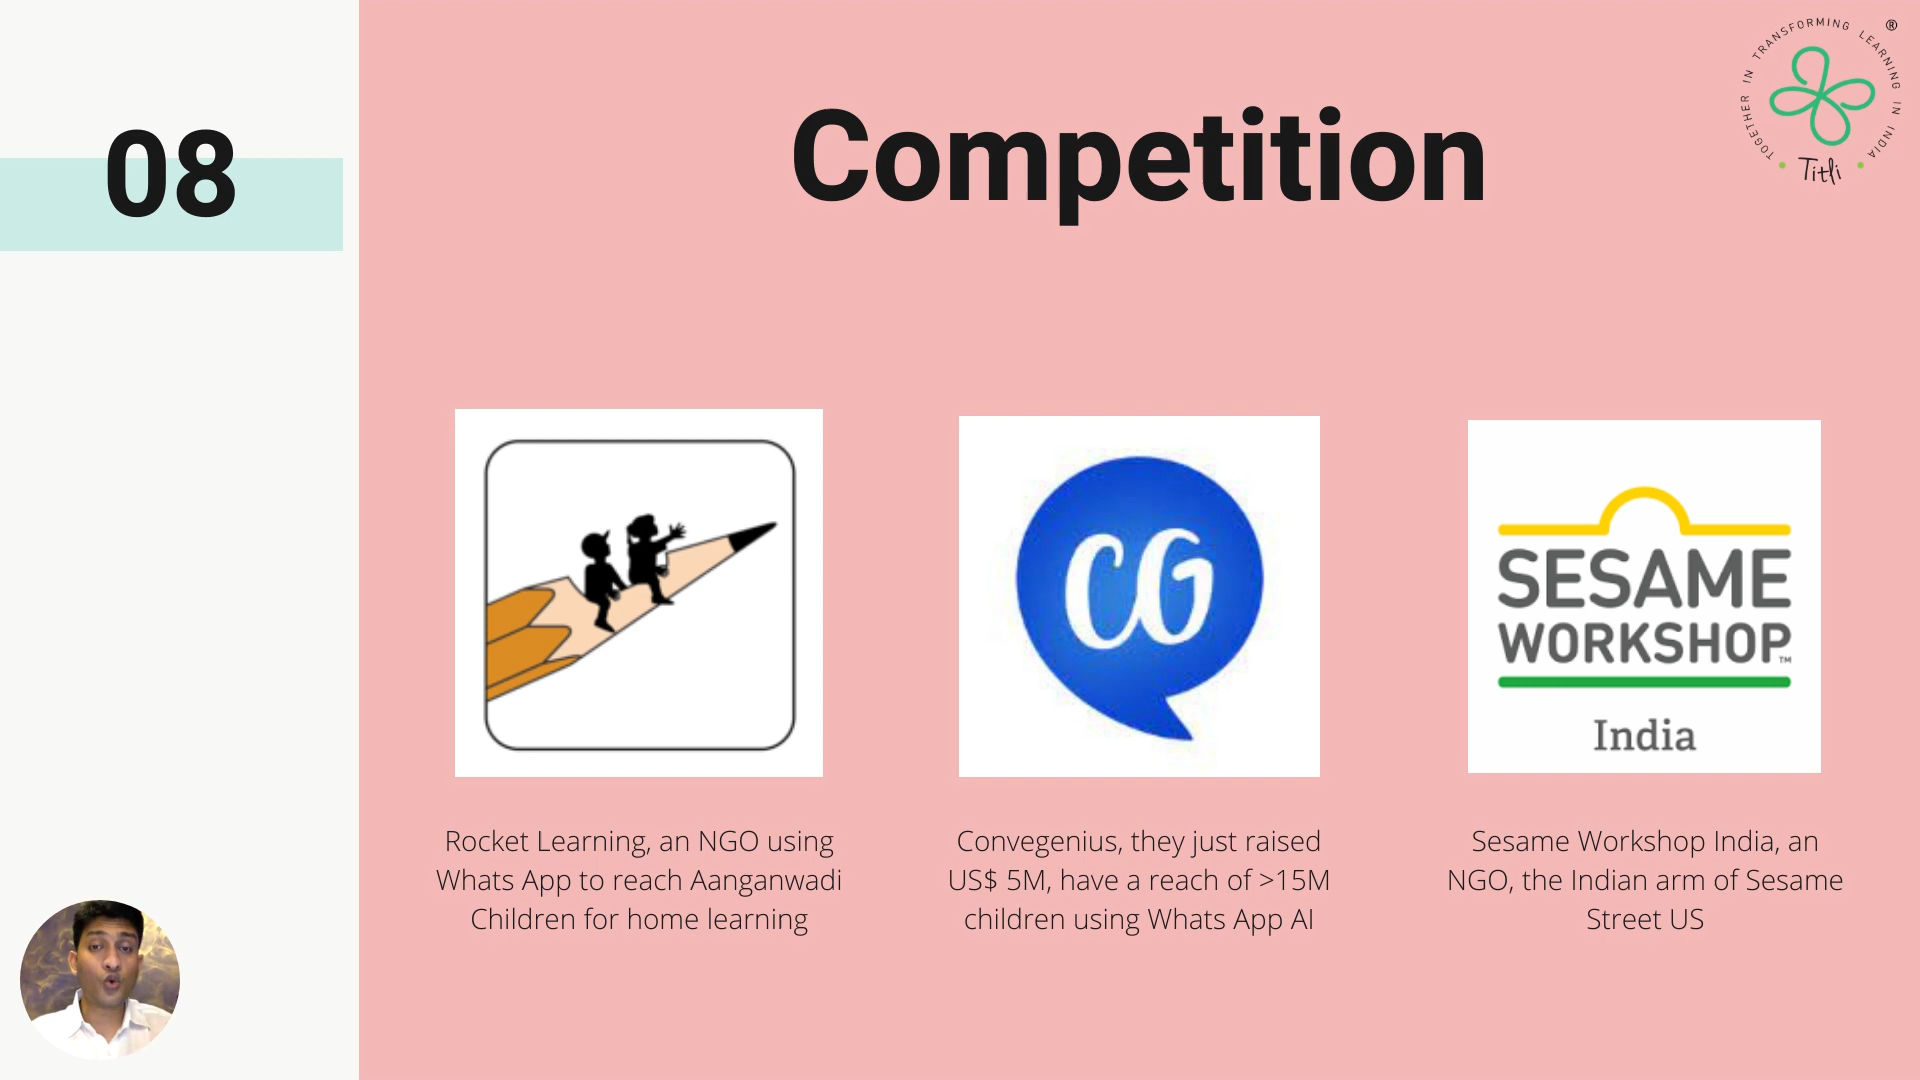 08
Competition
TOGETHER IN TRANSFORMING LEARNING IN INDIA
®
Titli
CG
SESAME
WORKSHOP™
India
Rocket Learning, an NGO using
Whats App to reach Aanganwadi
Children for home learning
Convegenius, they just raised
US$ 5M, have a reach of >15M
children using Whats App AI
Sesame Workshop India, an
NGO, the Indian arm of Sesame
Street US